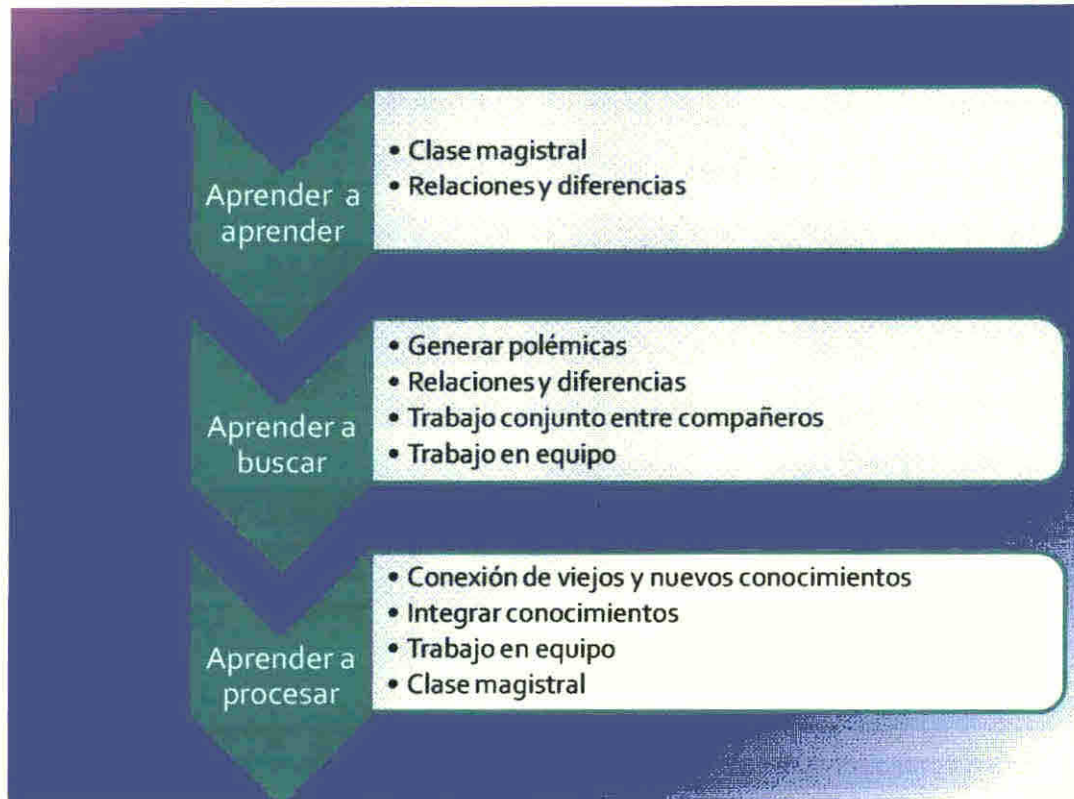 Aprender a
aprender
• Clase magistral
• Relaciones y diferencias
Aprender a
buscar
• Generar polémicas
• Relaciones y diferencias
• Trabajo conjunto entre compañeros
• Trabajo en equipo
Aprender a
procesar
• Conexión de viejos y nuevos conocimientos
• Integrar conocimientos
• Trabajo en equipo
• Clase magistral